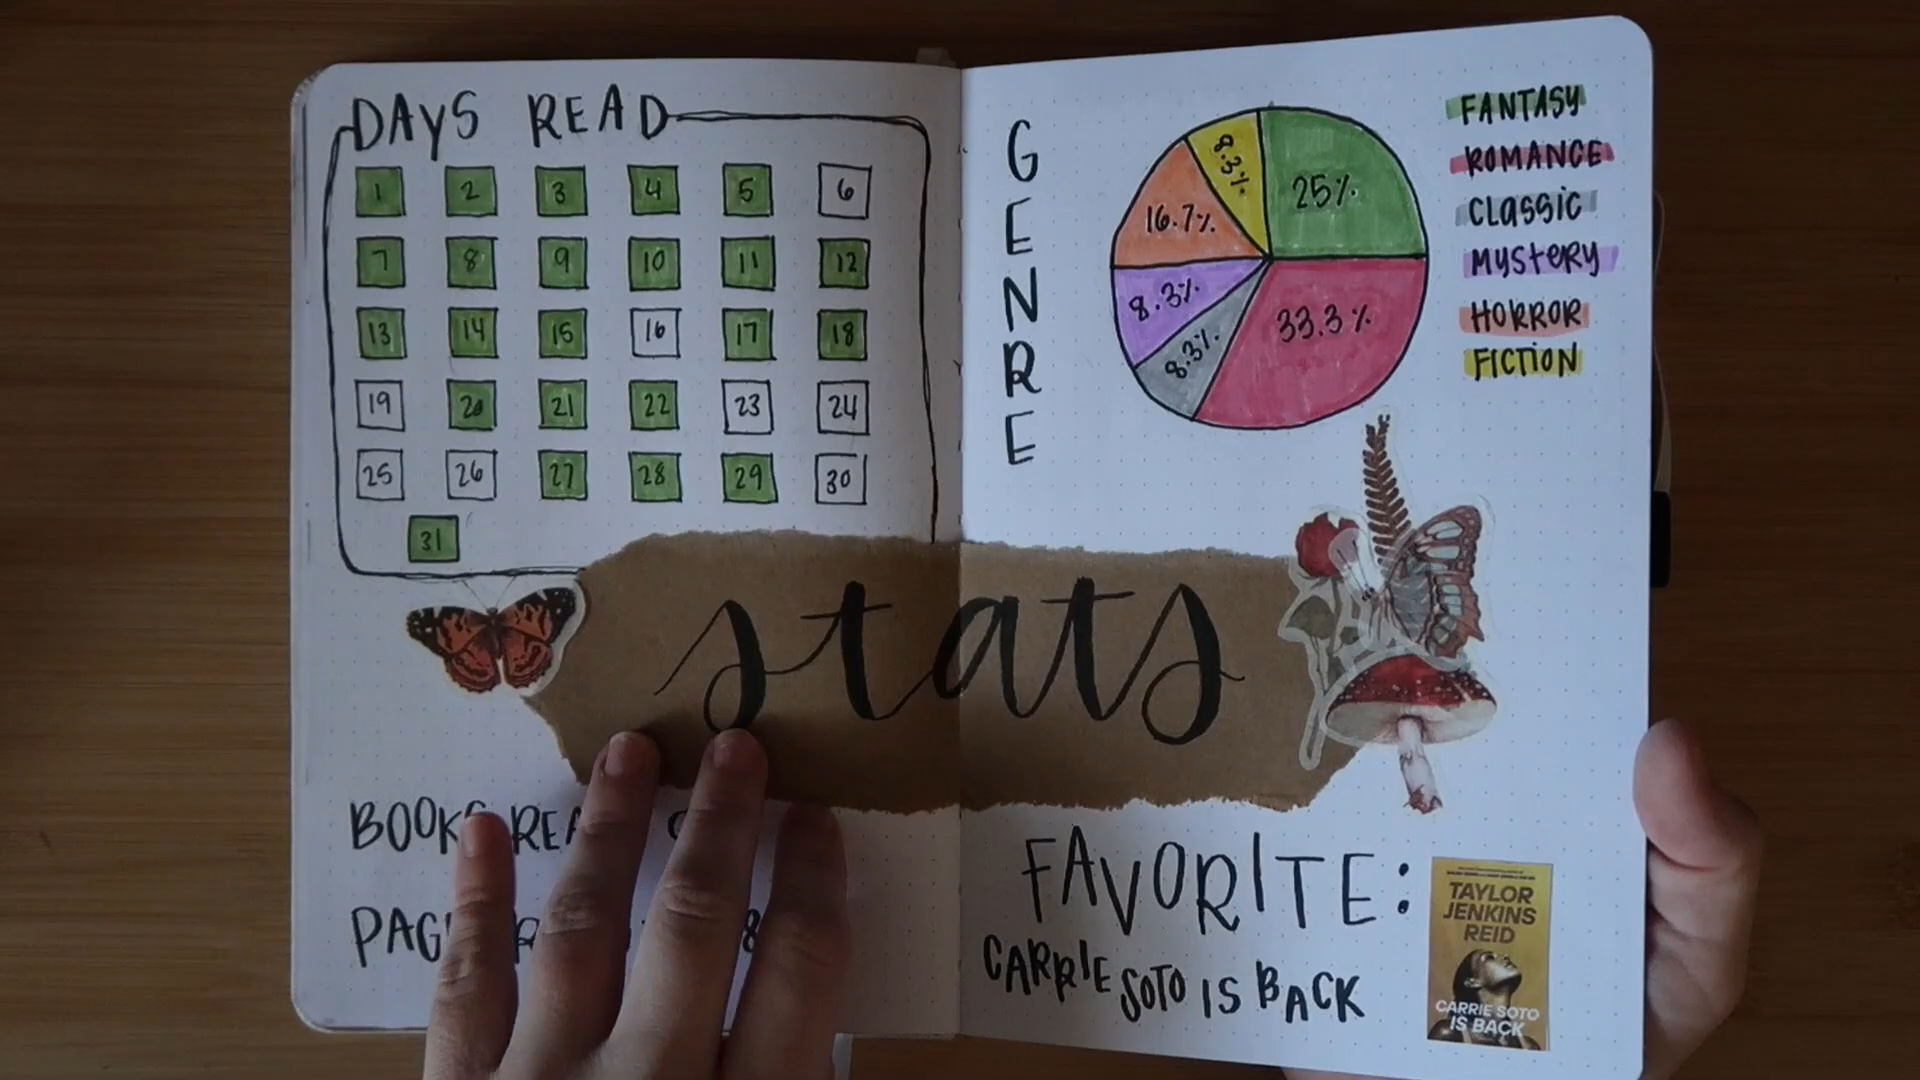 DAYS READ
1 2 3 4 5 6
7 8 9 10 11 12
13 14 15 16 17 18
19 20 21 22 23 24
25 26 27 28 29 30
31
GENRE
8.3%
25%
16.7%
8.3%
33.3%
8.3%
FANTASY
ROMANCE
CLASSIC
MYSTERY
HORROR
FICTION
stats
BOOKS
FAVORITE:
CARRIE SOTO IS BACK
TAYLOR
JENKINS
REID
CARRIE SOTO
IS BACK